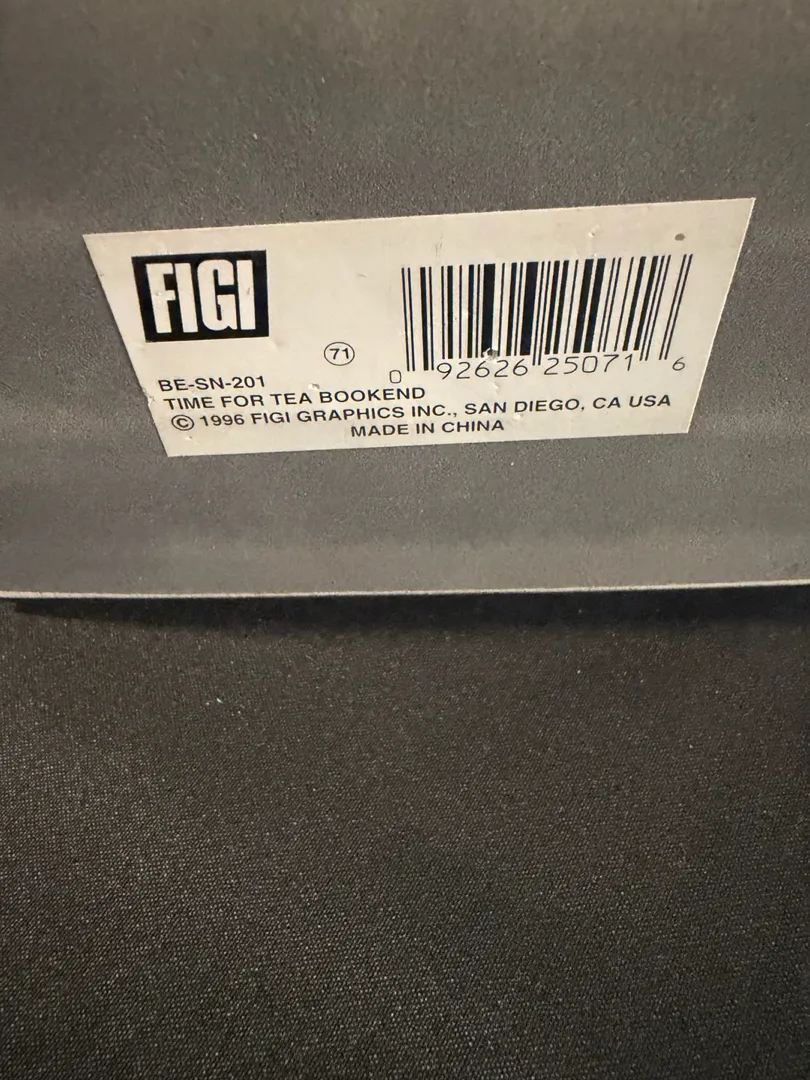 FIGI
71
0 92626 25071 6
BE-SN-201
TIME FOR TEA BOOKEND
© 1996 FIGI GRAPHICS INC., SAN DIEGO, CA USA
MADE IN CHINA